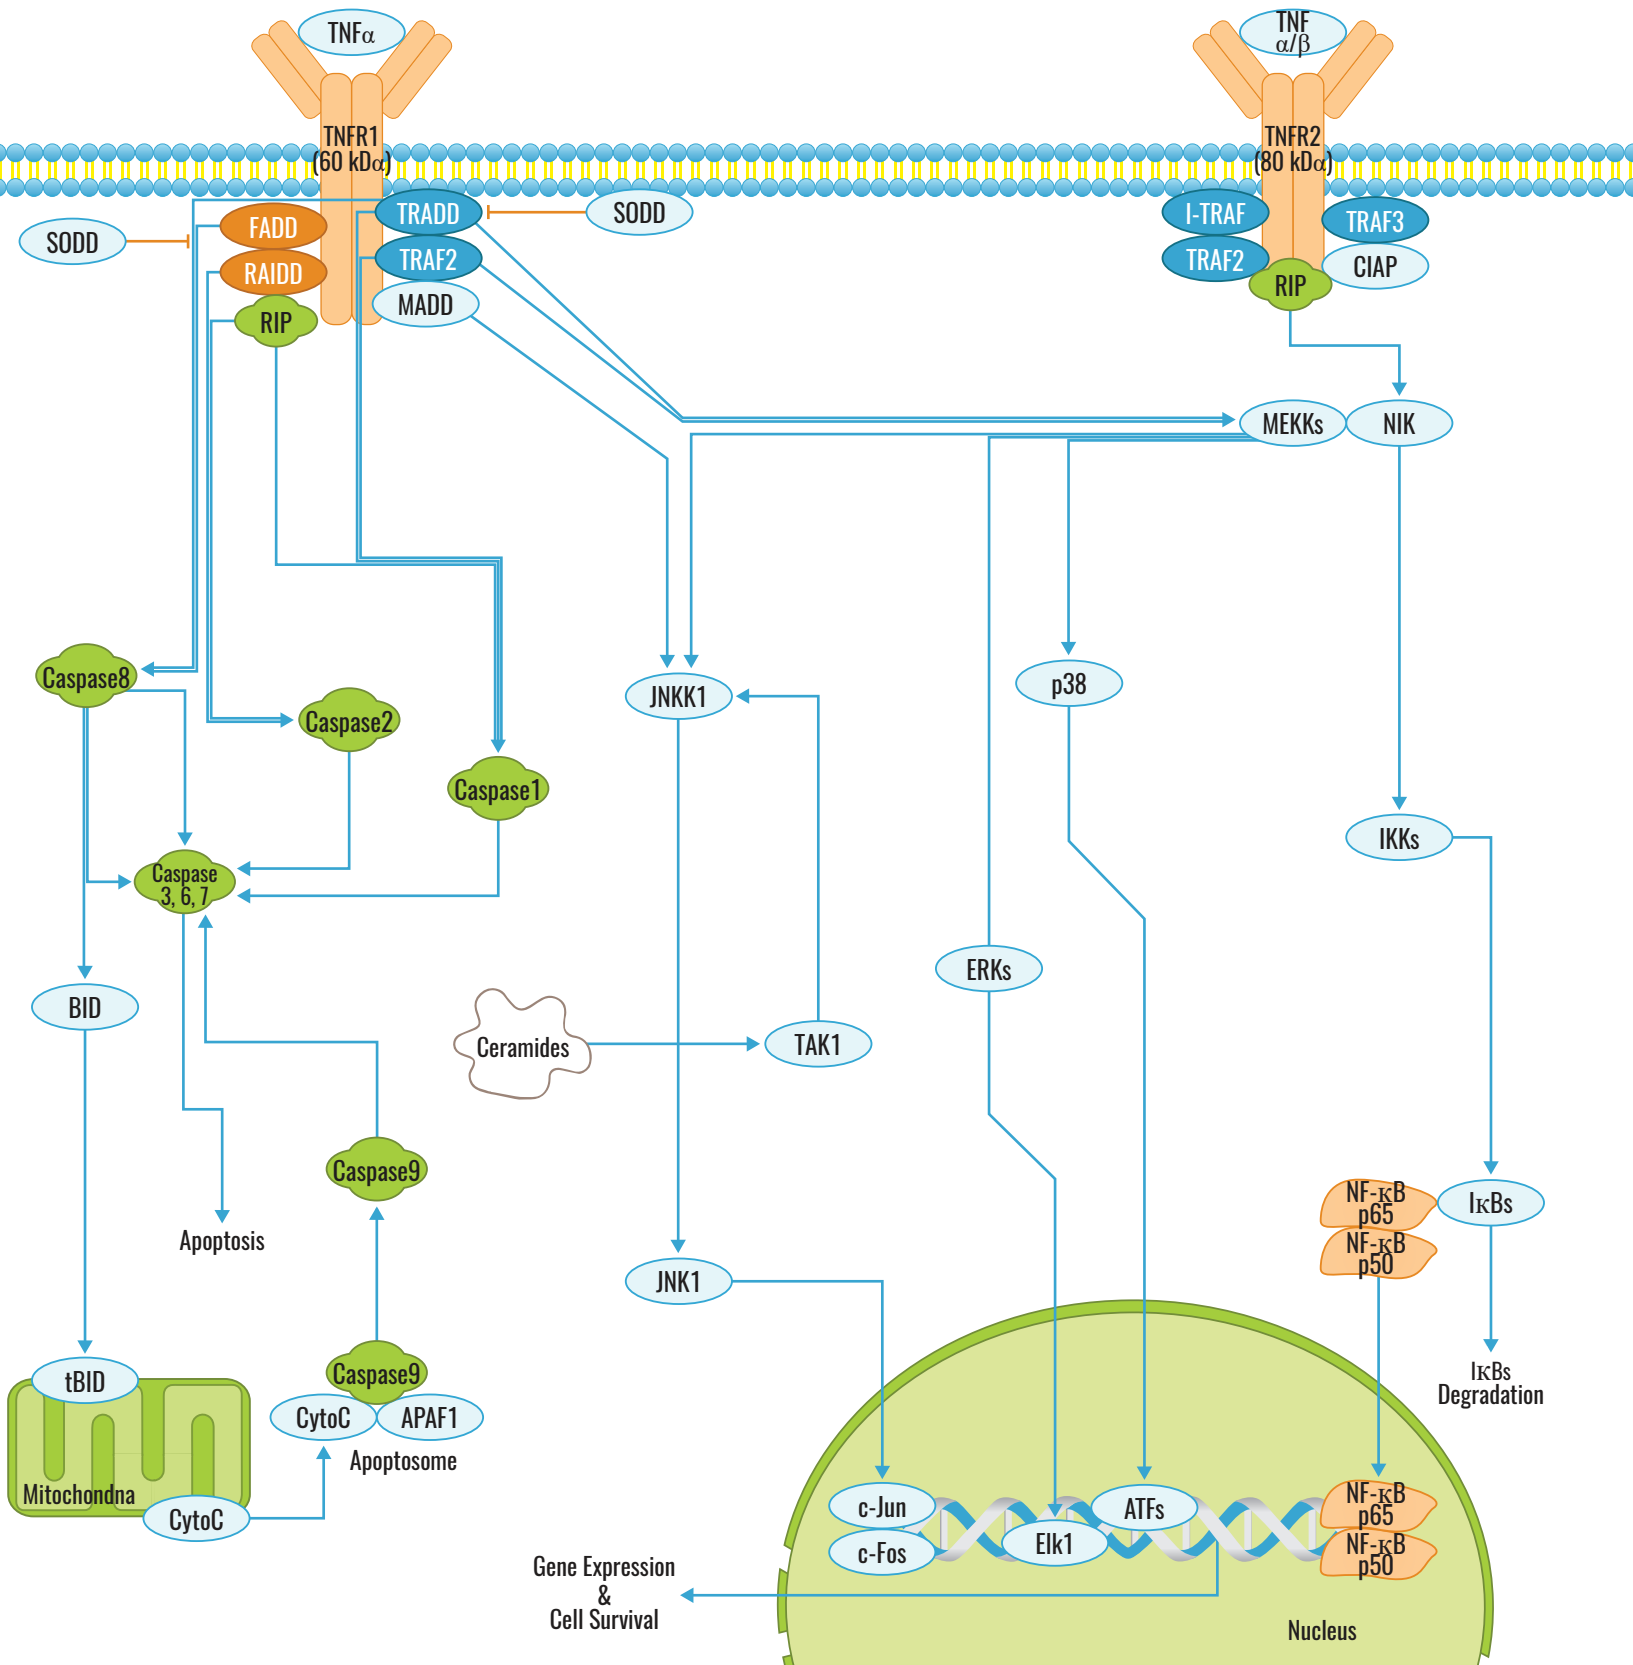 TNFα
TNF
α/β
TNFR1
(60 kDα)
TNFR2
(80 kDα)
SODD
FADD
RAIDD
RIP
TRADD
TRAF2
MADD
SODD
I-TRAF
TRAF2
RIP
TRAF3
CIAP
MEKKs
NIK
Caspase8
Caspase2
Caspase1
JNKK1
p38
IKKs
Caspase
3, 6, 7
BID
ERKs
Ceramides
TAK1
Caspase9
Apoptosis
NF-κB
p65
NF-κB
p50
IκBs
JNK1
IκBs
Degradation
tBID
Caspase9
CytoC
APAF1
Apoptosome
Mitochondna
CytoC
c-Jun
c-Fos
Elk1
ATFs
NF-κB
p65
NF-κB
p50
Gene Expression
&
Cell Survival
Nucleus